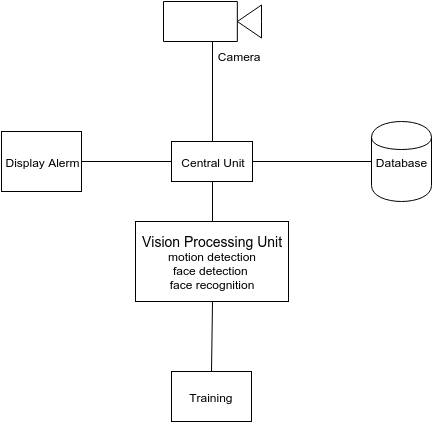 Camera
Display Alerm
Central Unit
Database
Vision Processing Unit
motion detection
face detection
face recognition
Training